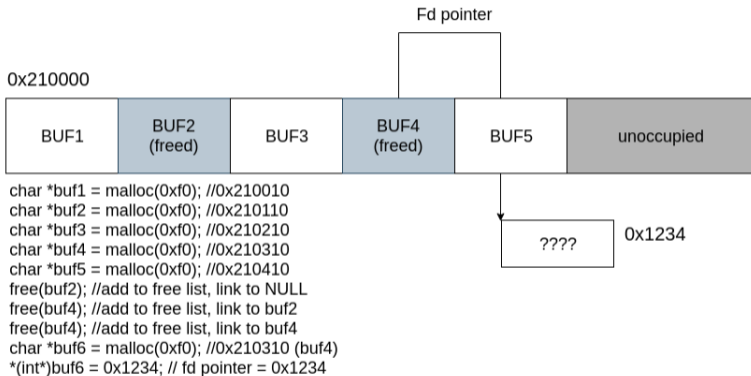 Fd pointer
0x210000
BUF1
BUF2
(freed)
BUF3
BUF4
(freed)
BUF5
unoccupied
char *buf1 = malloc(0xf0); //0x210010
char *buf2 = malloc(0xf0); //0x210110
char *buf3 = malloc(0xf0); //0x210210
char *buf4 = malloc(0xf0); //0x210310
char *buf5 = malloc(0xf0); //0x210410
free(buf2); //add to free list, link to NULL
free(buf4); //add to free list, link to buf2
free(buf4); //add to free list, link to buf4
char *buf6 = malloc(0xf0); //0x210310 (buf4)
*(int*)buf6 = 0x1234; // fd pointer = 0x1234
????
0x1234